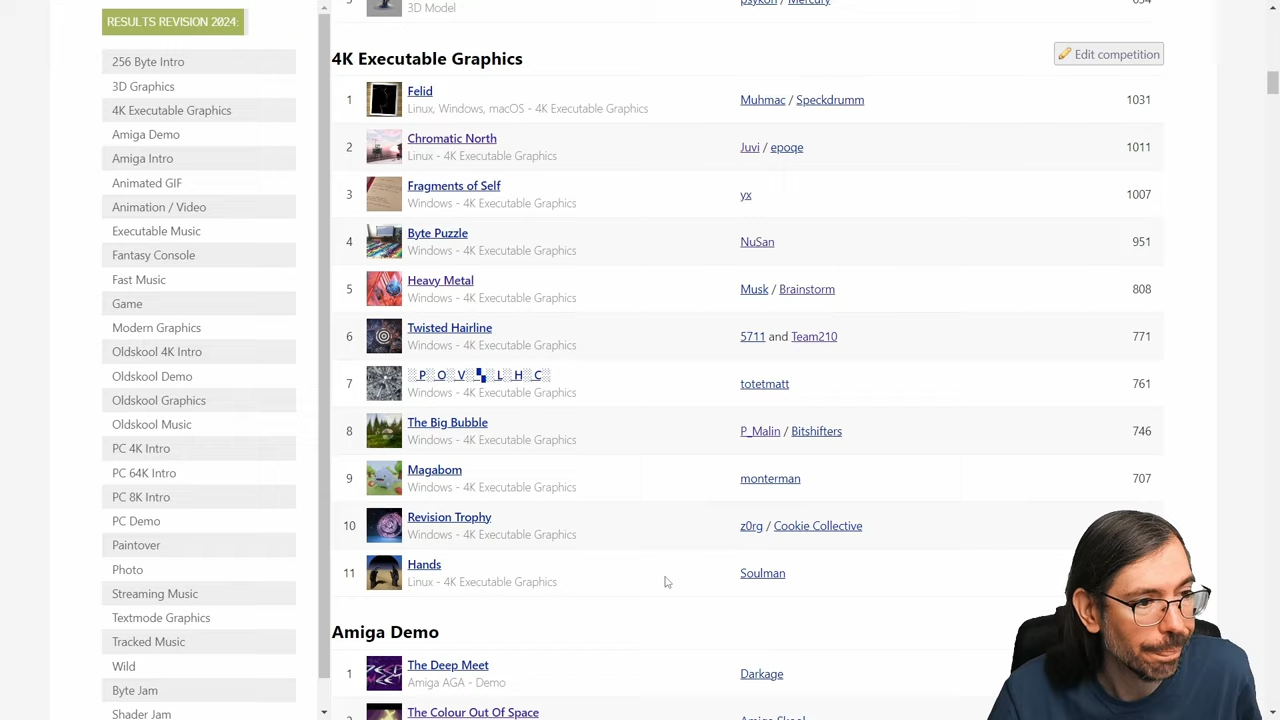 RESULTS REVISION 2024:
256 Byte Intro
3D Graphics
4K Executable Graphics
Amiga Demo
Amiga Intro
Animated GIF
Animation / Video
Executable Music
Fantasy Console
Fast Music
Game
Modern Graphics
Oldskool 4K Intro
Oldskool Demo
Oldskool Graphics
Oldskool Music
PC 4K Intro
PC 64K Intro
PC 8K Intro
PC Demo
Paintover
Photo
Streaming Music
Textmode Graphics
Tracked Music
Wild
Byte Jam
Shader Jam
3D Model
psykon / Mercury
4K Executable Graphics
Edit competition
1 Felid Muhmac / Speckdrumm 1031
Linux, Windows, macOS - 4K Executable Graphics
2 Chromatic North Juvi / epoqe 1011
Linux - 4K Executable Graphics
3 Fragments of Self yx 1007
Windows - 4K Executable Graphics
4 Byte Puzzle NuSan 951
Windows - 4K Executable Graphics
5 Heavy Metal Musk / Brainstorm 808
Windows - 4K Executable Graphics
6 Twisted Hairline 5711 and Team210 771
Windows - 4K Executable Graphics
7 ░P░O░V░▚░L░H░C░ totetmatt 761
Windows - 4K Executable Graphics
8 The Big Bubble P_Malin / Bitshifters 746
Windows - 4K Executable Graphics
9 Magabom monterman 707
Windows - 4K Executable Graphics
10 Revision Trophy z0rg / Cookie Collective
Windows - 4K Executable Graphics
11 Hands Soulman
Linux - 4K Executable Graphics
Amiga Demo
1 The Deep Meet Darkage
Amiga AGA - Demo
The Colour Out Of Space